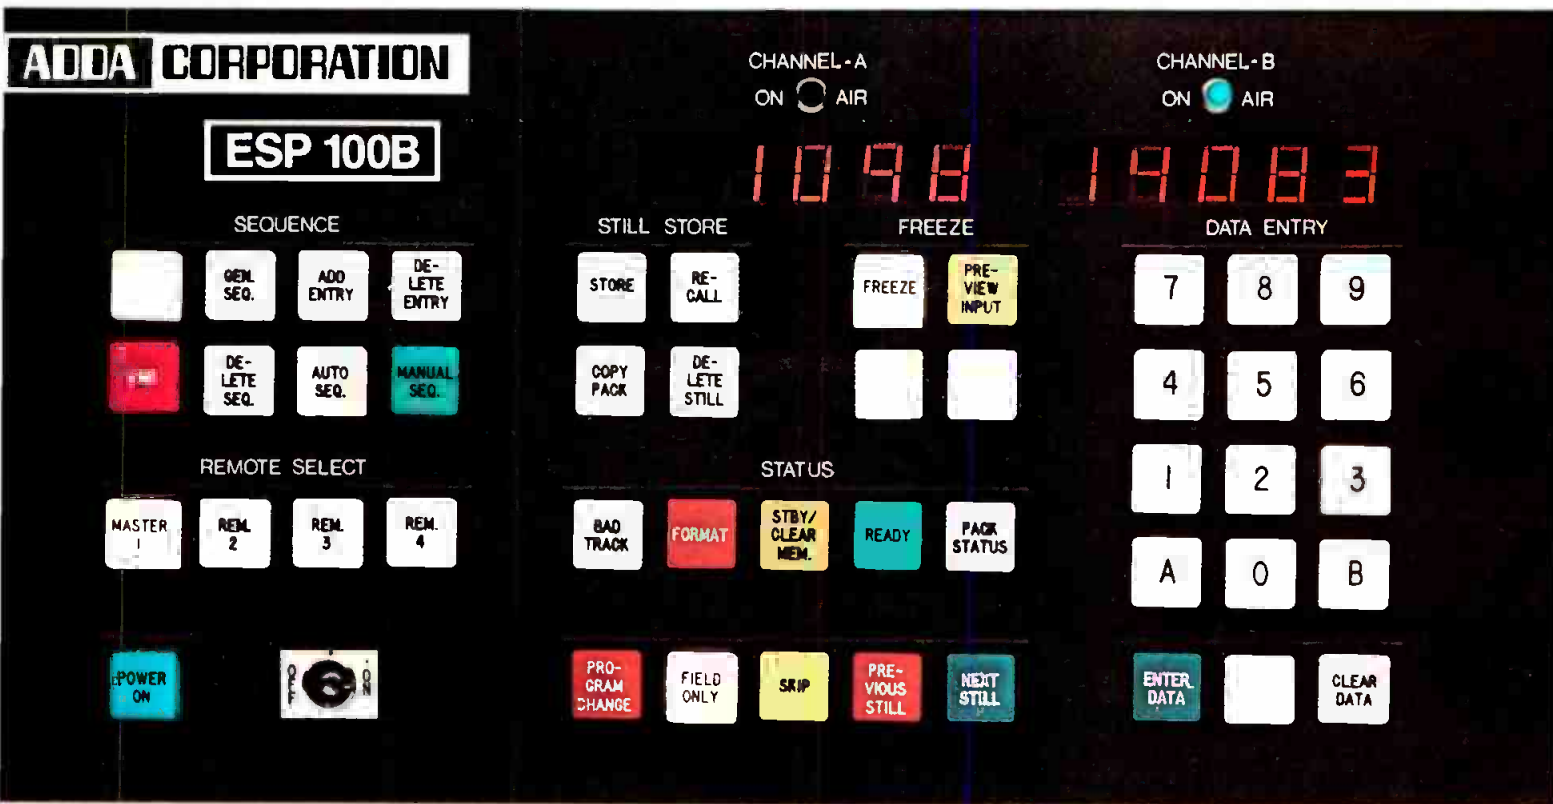 ADDA CORPORATION
ESP 100B
CHANNEL-A
ON AIR
CHANNEL-B
ON AIR
1098
14083
SEQUENCE
GEN. SEQ.
ADD ENTRY
DE-LETE ENTRY
DE-LETE SEQ.
AUTO SEQ.
MANUAL SEQ.
STILL STORE
STORE
RE-CALL
COPY PACK
DE-LETE STILL
FREEZE
FREEZE
PRE-VIEW INPUT
DATA ENTRY
7 8 9
4 5 6
1 2 3
A 0 B
REMOTE SELECT
MASTER 1
REM. 2
REM. 3
REM. 4
STATUS
BAD TRACK
FORMAT
STBY/ CLEAR MEM.
READY
PACK STATUS
POWER ON
OFF
ON
PRO-GRAM CHANGE
FIELD ONLY
SKIP
PRE-VIOUS STILL
NEXT STILL
ENTER DATA
CLEAR DATA